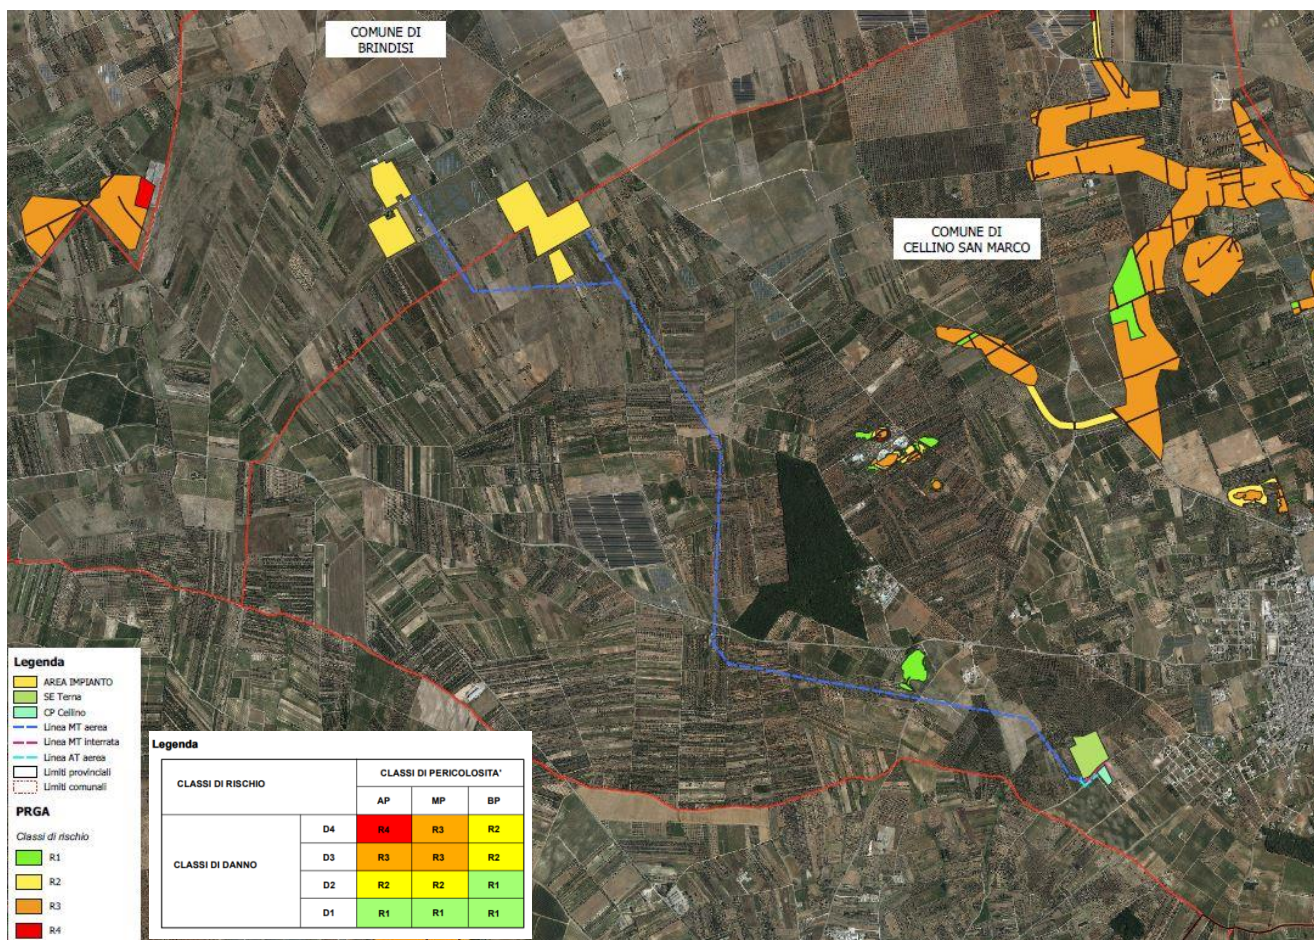 COMUNE DI
BRINDISI
COMUNE DI
CELLINO SAN MARCO
Legenda
AREA IMPIANTO
SE Terna
CP Cellino
Linea MT aerea
Linea MT interrata
Linea AT aerea
Limiti provinciali
Limiti comunali
PRGA
Classi di rischio
R1
R2
R3
R4
Legenda
CLASSI DI RISCHIO
CLASSI DI PERICOLOSITA'
AP MP BP
CLASSI DI DANNO
D4 R4 R3 R2
D3 R3 R3 R2
D2 R2 R2 R1
D1 R1 R1 R1